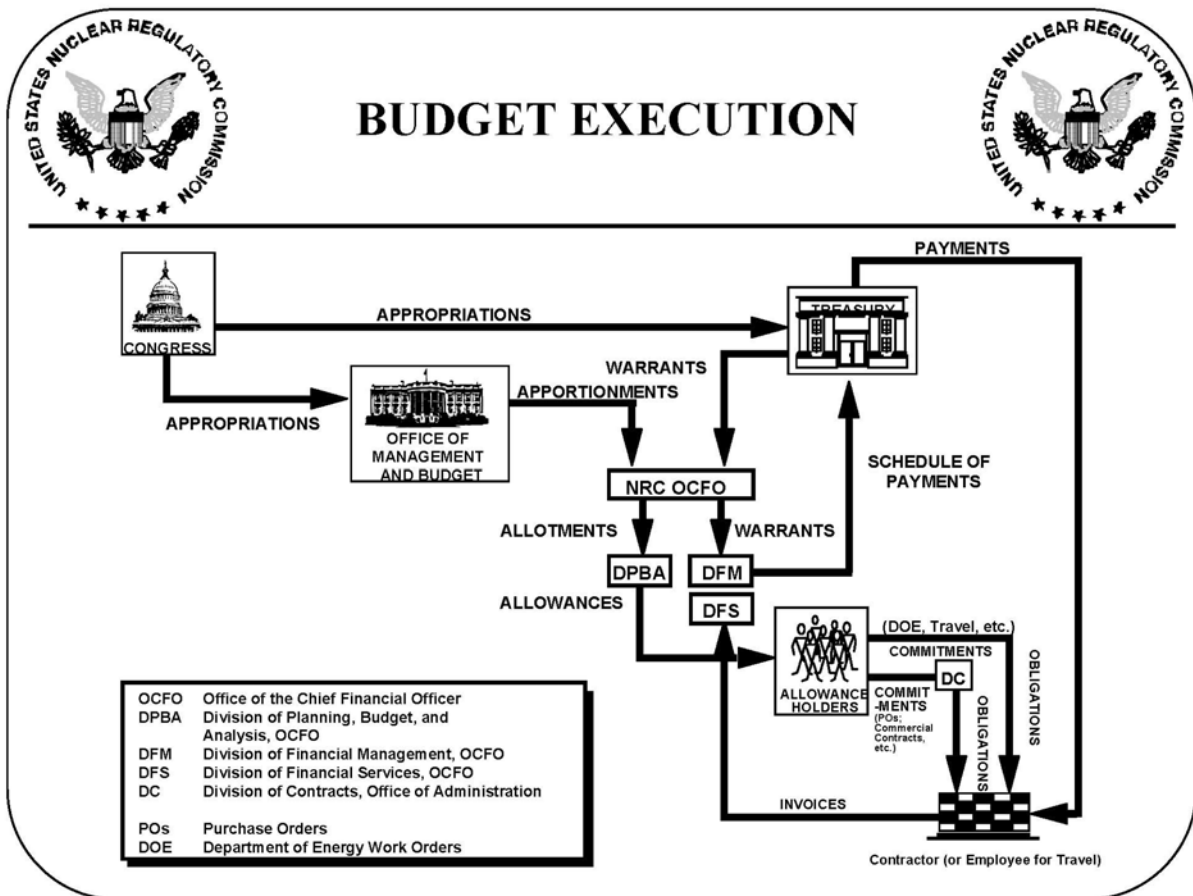 UNITED STATES NUCLEAR REGULATORY COMMISSION
BUDGET EXECUTION
UNITED STATES NUCLEAR REGULATORY COMMISSION
PAYMENTS
CONGRESS
APPROPRIATIONS
TREASURY
WARRANTS
APPORTIONMENTS
APPROPRIATIONS
OFFICE OF
MANAGEMENT
AND BUDGET
SCHEDULE OF
PAYMENTS
NRC OCFO
ALLOTMENTS
WARRANTS
DPBA
DFM
ALLOWANCES
DFS
(DOE, Travel, etc.)
COMMITMENTS
DC
ALLOWANCE
HOLDERS
COMMIT
-MENTS
(POs;
Commercial
Contracts,
etc.)
OBLIGATIONS
OBLIGATIONS
INVOICES
Contractor (or Employee for Travel)
OCFO Office of the Chief Financial Officer
DPBA Division of Planning, Budget, and
Analysis, OCFO
DFM Division of Financial Management, OCFO
DFS Division of Financial Services, OCFO
DC Division of Contracts, Office of Administration
POs Purchase Orders
DOE Department of Energy Work Orders